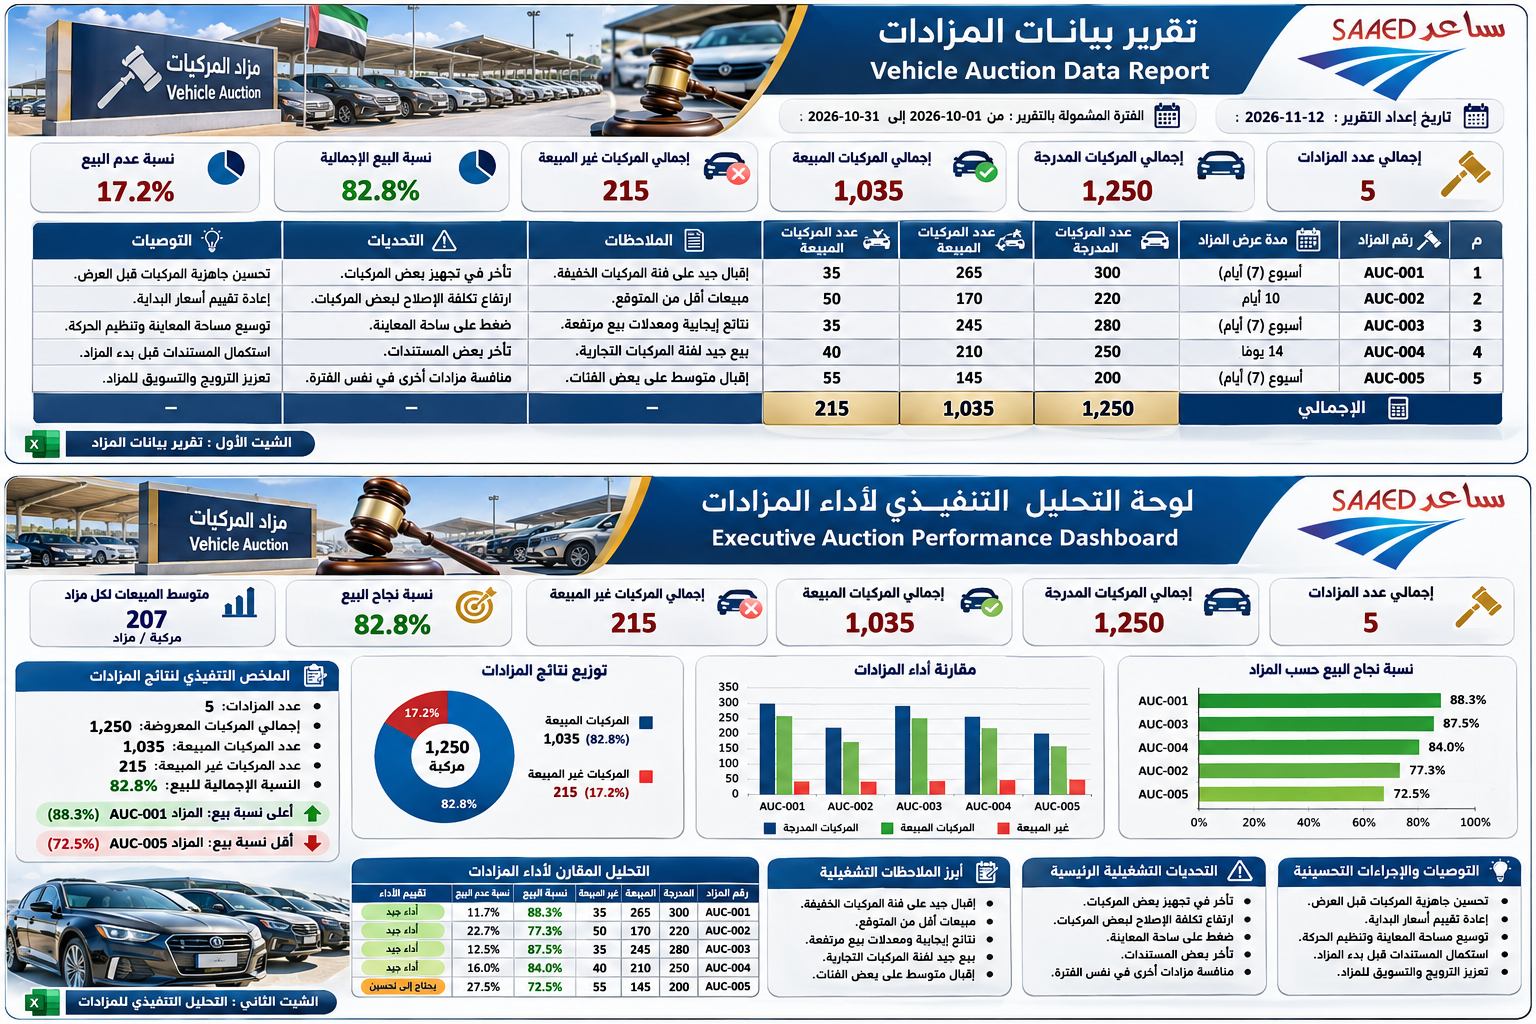 مزاد المركبات
Vehicle Auction
تقرير بيانات المزادات
Vehicle Auction Data Report
SAAED ساعد
تاريخ إعداد التقرير : 2026-11-12 :
الفترة المشمولة بالتقرير : من 2026-10-01 إلى 2026-10-31 :
إجمالي عدد المزادات
5
إجمالي المركبات المدرجة
1,250
إجمالي المركبات المبيعة
1,035
إجمالي المركبات غير المبيعة
215
نسبة البيع الإجمالية
82.8%
نسبة عدم البيع
17.2%
م رقم المزاد مدة عرض المزاد عدد المركبات المدرجة عدد المركبات المبيعة عدد المركبات المبيعة الملاحظات التحديات التوصيات
1 AUC-001 أسبوع (7) أيام) 300 265 35 إقبال جيد على فئة المركبات الخفيفة. تأخر في تجهيز بعض المركبات. تحسين جاهزية المركبات قبل العرض.
2 AUC-002 10 أيام 220 170 50 مبيعات أقل من المتوقع. ارتفاع تكلفة الإصلاح لبعض المركبات. إعادة تقييم أسعار البداية.
3 AUC-003 أسبوع (7) أيام) 280 245 35 نتائج إيجابية ومعدلات بيع مرتفعة. ضغط على ساحة المعاينة. توسيع مساحة المعاينة وتنظيم الحركة.
4 AUC-004 14 يومًا 250 210 40 بيع جيد لفئة المركبات التجارية. تأخر بعض المستندات. استكمال المستندات قبل بدء المزاد.
5 AUC-005 أسبوع (7) أيام) 200 145 55 إقبال متوسط على بعض الفئات. منافسة مزادات أخرى في نفس الفترة. تعزيز الترويج والتسويق للمزاد.
الإجمالي 1,250 1,035 215 – – –
الشيت الأول : تقرير بيانات المزاد
مزاد المركبات
Vehicle Auction
لوحة التحليل التنفيــذي لأداء المزادات
Executive Auction Performance Dashboard
SAAED ساعد
إجمالي عدد المزادات
5
إجمالي المركبات المدرجة
1,250
إجمالي المركبات المبيعة
1,035
إجمالي المركبات غير المبيعة
215
نسبة نجاح البيع
82.8%
متوسط المبيعات لكل مزاد
207
مركبة / مزاد
نسبة نجاح البيع حسب المزاد
AUC-001 88.3%
AUC-003 87.5%
AUC-004 84.0%
AUC-002 77.3%
AUC-005 72.5%
0% 20% 40% 60% 80% 100%
مقارنة أداء المزادات
350
300
250
200
150
100
50
0
AUC-001 AUC-002 AUC-003 AUC-004 AUC-005
المركبات المدرجة المركبات المبيعة غير المبيعة
توزيع نتائج المزادات
17.2%
1,250
مركبة
82.8%
المركبات المبيعة
1,035 (82.8%)
المركبات غير المبيعة
215 (17.2%)
الملخص التنفيذي لنتائج المزادات
عدد المزادات: 5
إجمالي المركبات المعروضة: 1,250
عدد المركبات المبيعة: 1,035
عدد المركبات غير المبيعة: 215
النسبة الإجمالية للبيع: 82.8%
أعلى نسبة بيع: المزاد AUC-001 (88.3%)
أقل نسبة بيع: المزاد AUC-005 (72.5%)
التوصيات والإجراءات التحسينية
تحسين جاهزية المركبات قبل العرض.
إعادة تقييم أسعار البداية.
توسيع مساحة المعاينة وتنظيم الحركة.
استكمال المستندات قبل بدء المزاد.
تعزيز الترويج والتسويق للمزاد.
التحديات التشغيلية الرئيسية
تأخر في تجهيز بعض المركبات.
ارتفاع تكلفة الإصلاح لبعض المركبات.
ضغط على ساحة المعاينة.
تأخر بعض المستندات.
منافسة مزادات أخرى في نفس الفترة.
أبرز الملاحظات التشغيلية
إقبال جيد على فئة المركبات الخفيفة.
مبيعات أقل من المتوقع.
نتائج إيجابية ومعدلات بيع مرتفعة.
بيع جيد لفئة المركبات التجارية.
إقبال متوسط على بعض الفئات.
التحليل المقارن لأداء المزادات
رقم المزاد المدرجة المبيعة غير المبيعة نسبة البيع نسبة عدم البيع تقييم الأداء
AUC-001 300 265 35 88.3% 11.7% أداء جيد
AUC-002 220 170 50 77.3% 22.7% أداء جيد
AUC-003 280 245 35 87.5% 12.5% أداء جيد
AUC-004 250 210 40 84.0% 16.0% أداء جيد
AUC-005 200 145 55 72.5% 27.5% يحتاج إلى تحسين
الشيت الثاني : التحليل التنفيذي للمزادات